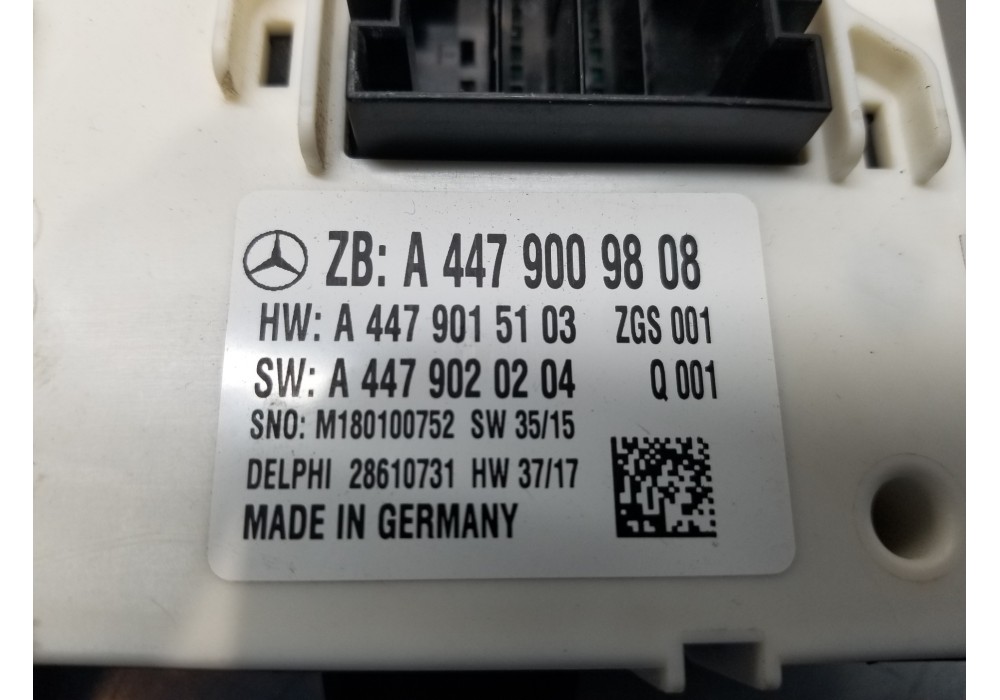 ZB: A 447 900 98 08
HW: A 447 901 51 03 ZGS 001
SW: A 447 902 02 04 Q 001
SNO: M180100752 SW 35/15
DELPHI 28610731 HW 37/17
MADE IN GERMANY